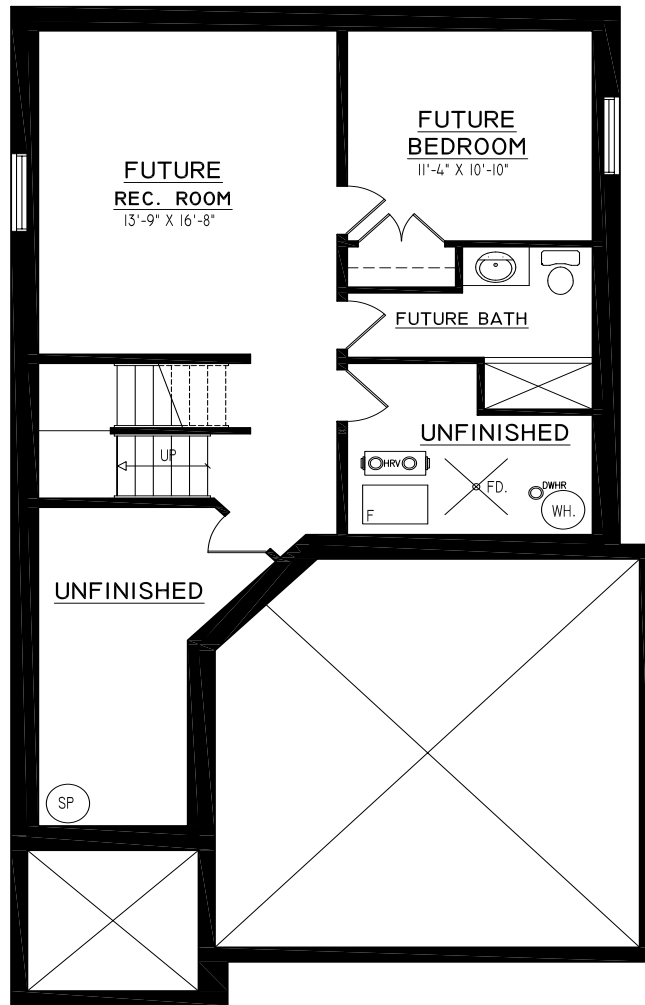 FUTURE
REC. ROOM
13'-9" X 16'-8"
FUTURE
BEDROOM
11'-4" X 10'-10"
FUTURE BATH
UP
UNFINISHED
HRV
F
FD.
DWHR
WH.
UNFINISHED
SP